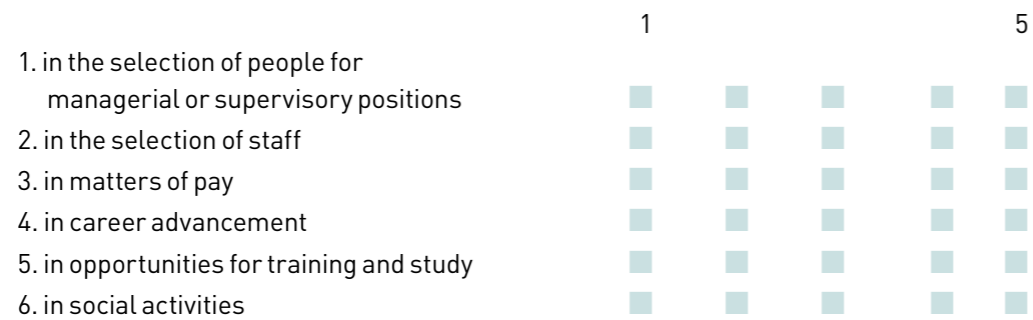 1 5
1. in the selection of people for
managerial or supervisory positions
2. in the selection of staff
3. in matters of pay
4. in career advancement
5. in opportunities for training and study
6. in social activities